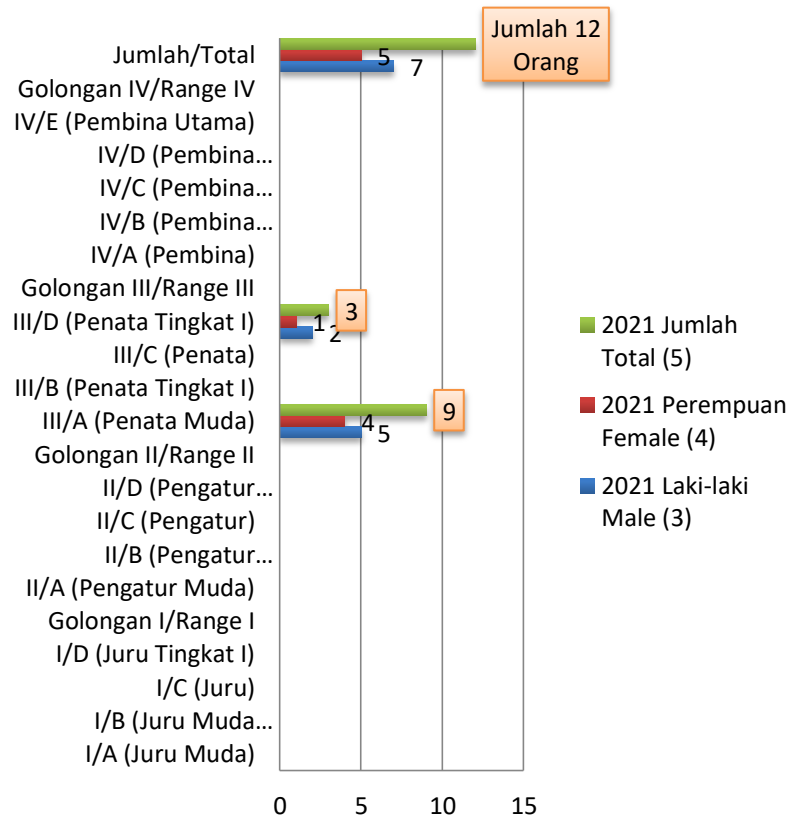 Jumlah 12
Orang
Jumlah/Total
5
7
Golongan IV/Range IV
IV/E (Pembina Utama)
IV/D (Pembina...
IV/C (Pembina...
IV/B (Pembina...
IV/A (Pembina)
Golongan III/Range III
III/D (Penata Tingkat I)
3
1
2
III/C (Penata)
III/B (Penata Tingkat I)
III/A (Penata Muda)
9
4
5
Golongan II/Range II
II/D (Pengatur...
II/C (Pengatur)
II/B (Pengatur...
II/A (Pengatur Muda)
Golongan I/Range I
I/D (Juru Tingkat I)
I/C (Juru)
I/B (Juru Muda...
I/A (Juru Muda)
0 5 10 15
2021 Jumlah
Total (5)
2021 Perempuan
Female (4)
2021 Laki-laki
Male (3)